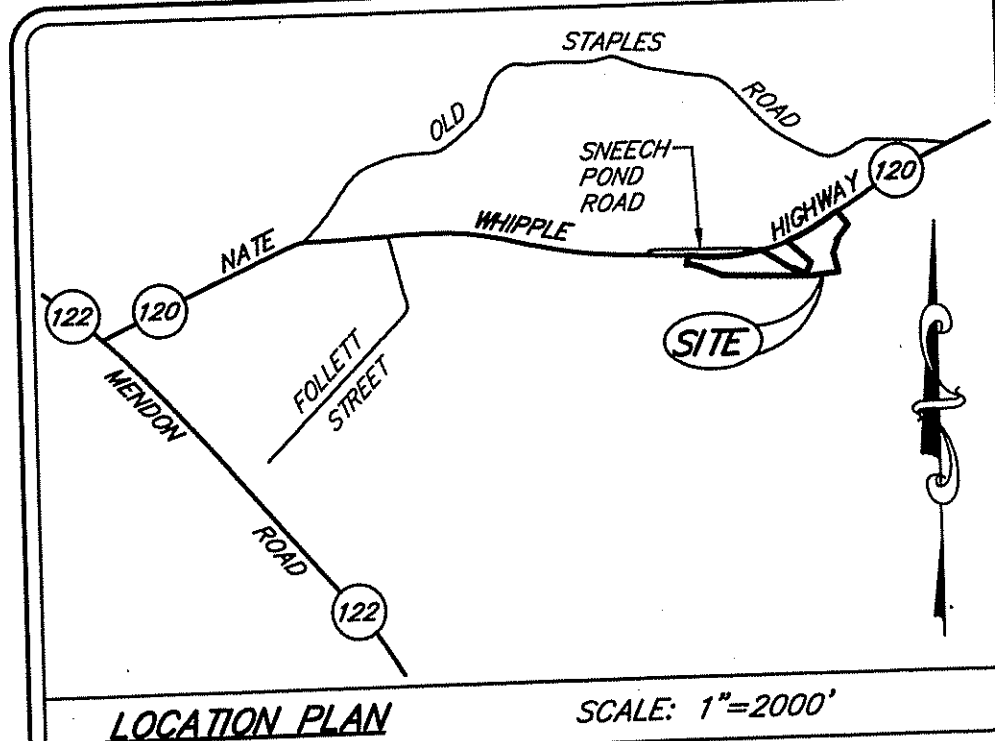 STAPLES
OLD
ROAD
SNEECH
POND
ROAD
120
HIGHWAY
WHIPPLE
NATE
122
120
SITE
FOLLETT
STREET
MENDON
ROAD
122
LOCATION PLAN
SCALE: 1"=2000'